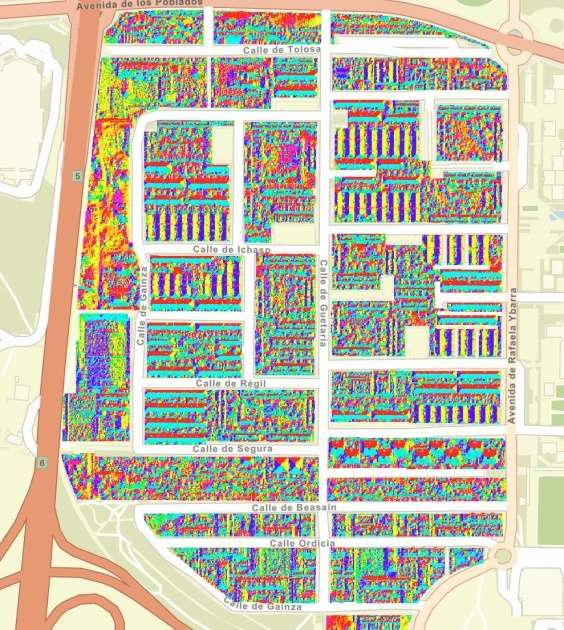 Avenida de los Poblados
Calle de Tolosa
5
Calle de Ichaso
Calle de Gainza
Calle de Guetaria
Avenida de Rafaela Ybarra
Calle de Régil
Calle de Segura
6
Calle de Beasain
Calle Ordicia
Calle de Gainza